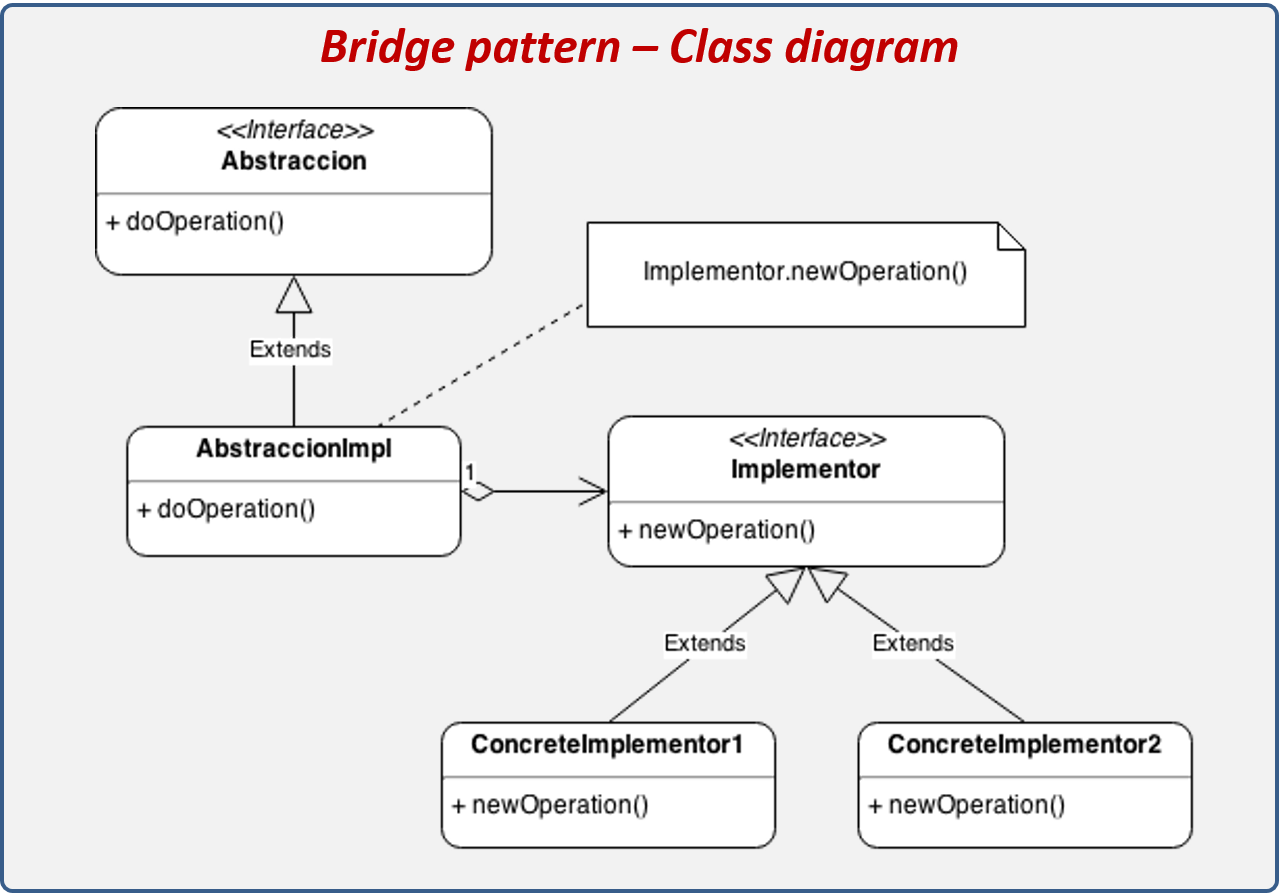 Bridge pattern – Class diagram
<<Interface>>
Abstraccion
+ doOperation()
Implementor.newOperation()
Extends
AbstraccionImpl
+ doOperation()
1
<<Interface>>
Implementor
+ newOperation()
Extends
Extends
ConcreteImplementor1
+ newOperation()
ConcreteImplementor2
+ newOperation()